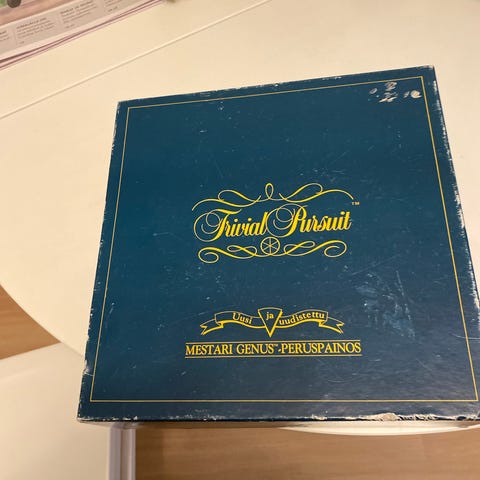 Trivial Pursuit™
Uusi ja uudistettu
MESTARI GENUS™-PERUSPAINOS